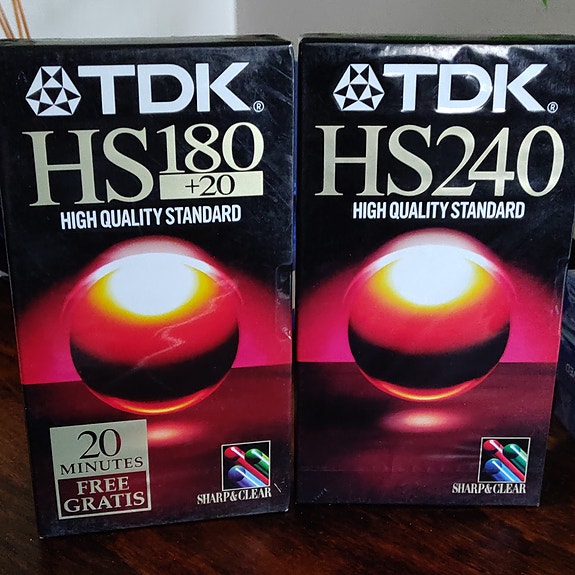 TDK®
HS180
+20
HIGH QUALITY STANDARD
20
MINUTES
FREE
GRATIS
SHARP&CLEAR
TDK®
HS240
HIGH QUALITY STANDARD
SHARP&CLEAR